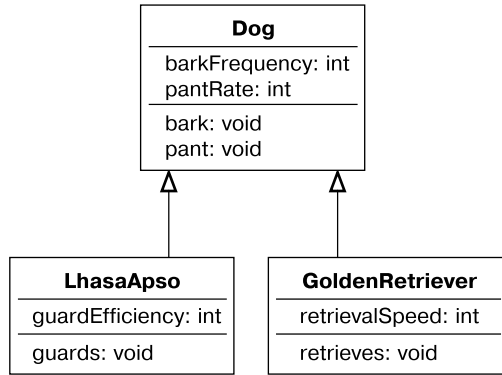 Dog
barkFrequency: int
pantRate: int
bark: void
pant: void
LhasaApso
guardEfficiency: int
guards: void
GoldenRetriever
retrievalSpeed: int
retrieves: void